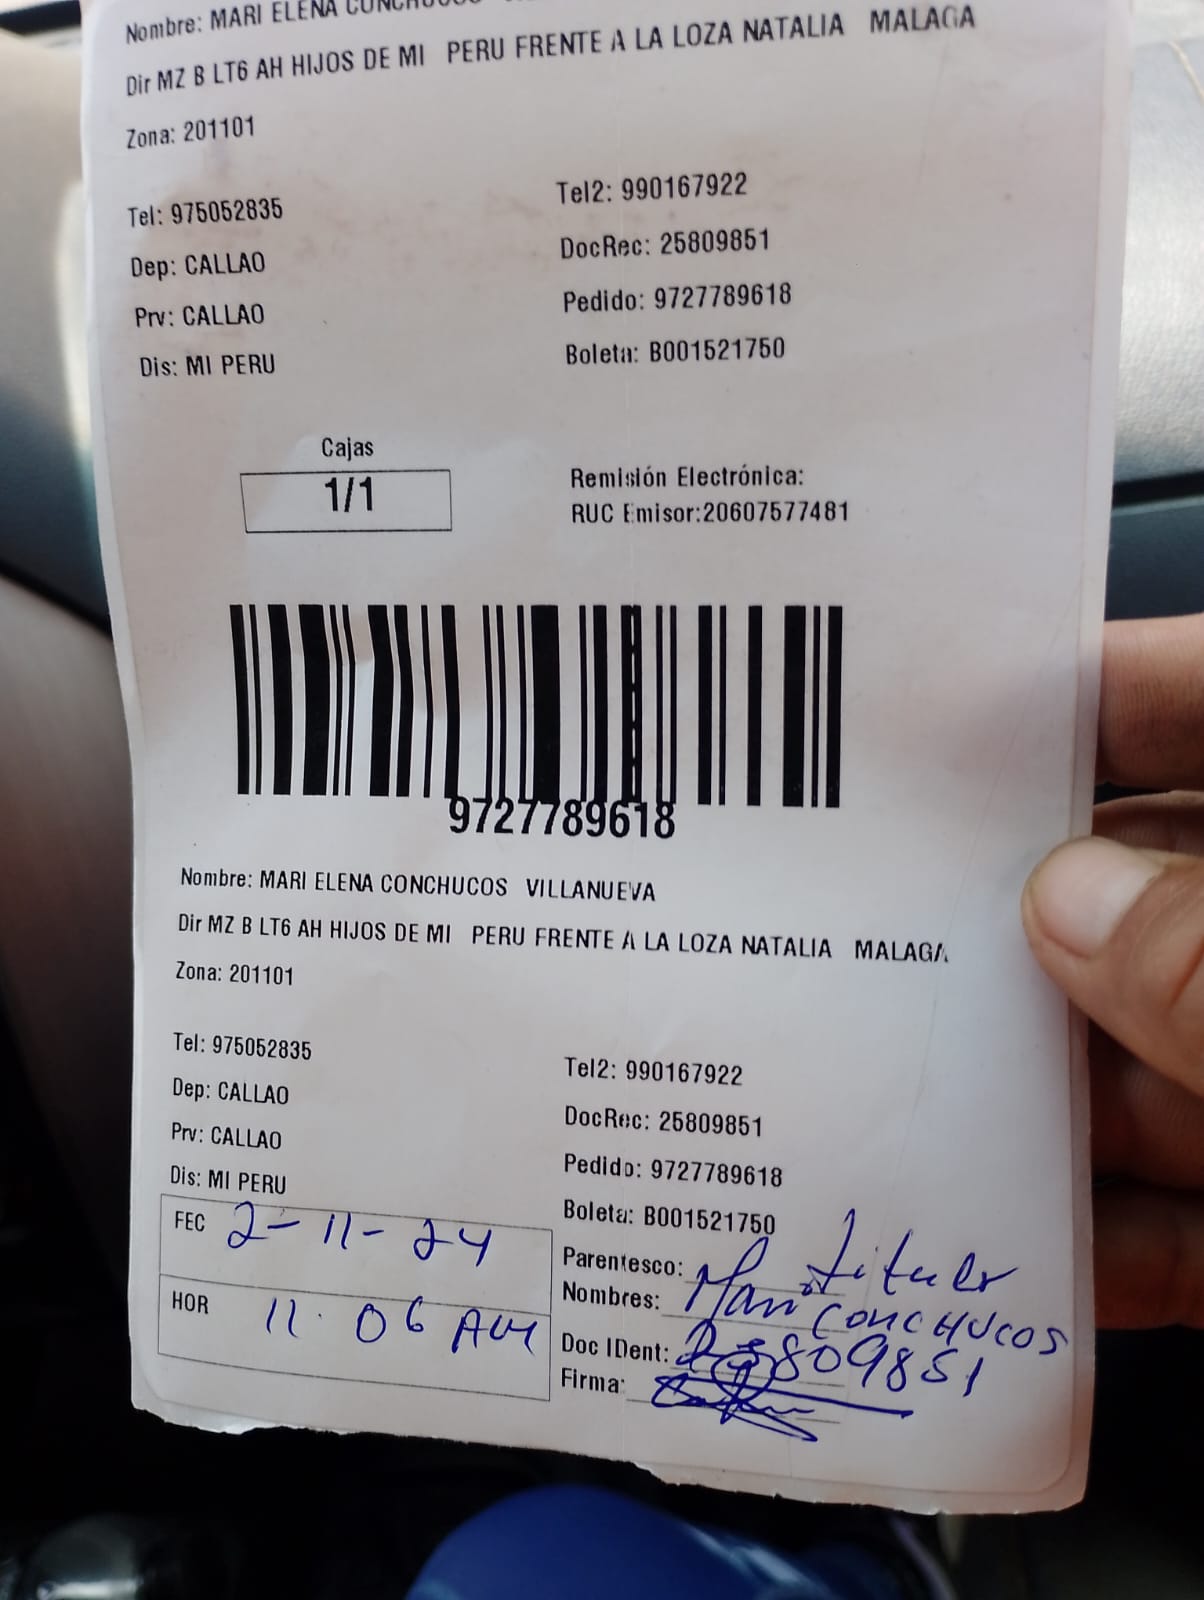 Nombre: MARI ELENA CONCHUCOS
Dir MZ B LT6 AH HIJOS DE MI PERU FRENTE A LA LOZA NATALIA MALAGA
Zona: 201101
Tel: 975052835
Tel2: 990167922
Dep: CALLAO
DocRec: 25809851
Prv: CALLAO
Pedido: 9727789618
Dis: MI PERU
Boleta: B001521750
Cajas
1/1
Remisión Electrónica:
RUC Emisor:20607577481
9727789618
Nombre: MARI ELENA CONCHUCOS VILLANUEVA
Dir MZ B LT6 AH HIJOS DE MI PERU FRENTE A LA LOZA NATALIA MALAGA
Zona: 201101
Tel: 975052835
Tel2: 990167922
Dep: CALLAO
DocRec: 25809851
Prv: CALLAO
Pedido: 9727789618
Dis: MI PERU
Boleta: B001521750
FEC 2-11-24
Parentesco: titular
Nombres: Mari CONCHUCOS
HOR 11.06 AM
Doc IDent: 25809851
Firma: